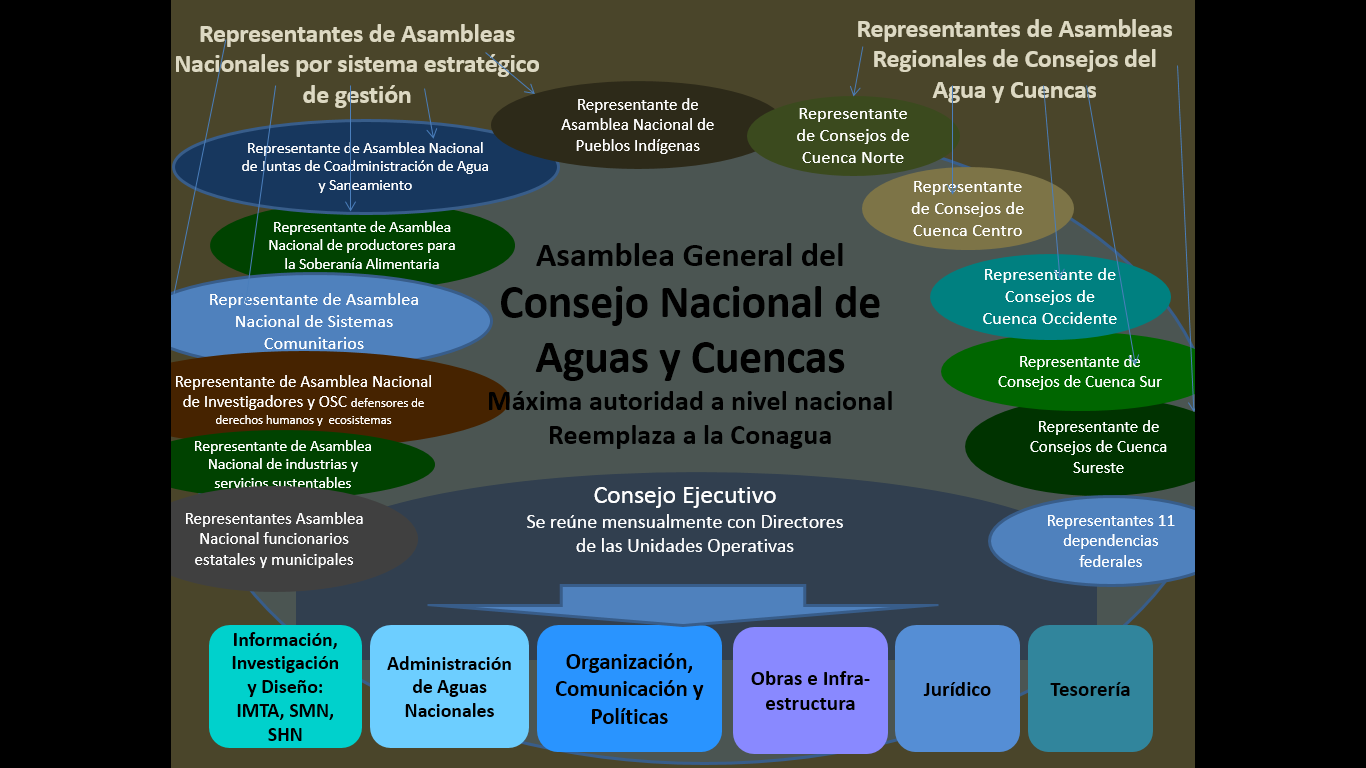 Representantes de Asambleas
Nacionales por sistema estratégico
de gestión
Representantes de Asambleas
Regionales de Consejos del
Agua y Cuencas
Representante de
Asamblea Nacional de
Pueblos Indígenas
Representante
de Consejos de
Cuenca Norte
Representante de Asamblea Nacional
de Juntas de Coadministración de Agua
y Saneamiento
Representante
de Consejos de
Cuenca Centro
Representante de Asamblea
Nacional de productores para
la Soberanía Alimentaria
Representante de
Consejos de
Cuenca Occidente
Representante de Asamblea
Nacional de Sistemas
Comunitarios
Representante de
Consejos de Cuenca Sur
Representante de Asamblea Nacional
de Investigadores y OSC defensores de
derechos humanos y ecosistemas
Representante de
Consejos de Cuenca
Sureste
Representante de Asamblea
Nacional de industrias y
servicios sustentables
Representantes Asamblea
Nacional funcionarios
estatales y municipales
Representantes 11
dependencias
federales
Asamblea General del
Consejo Nacional de
Aguas y Cuencas
Máxima autoridad a nivel nacional
Reemplaza a la Conagua
Consejo Ejecutivo
Se reúne mensualmente con Directores
de las Unidades Operativas
Información,
Investigación
y Diseño:
IMTA, SMN,
SHN
Administración
de Aguas
Nacionales
Organización,
Comunicación y
Políticas
Obras e Infra-
estructura
Jurídico
Tesorería